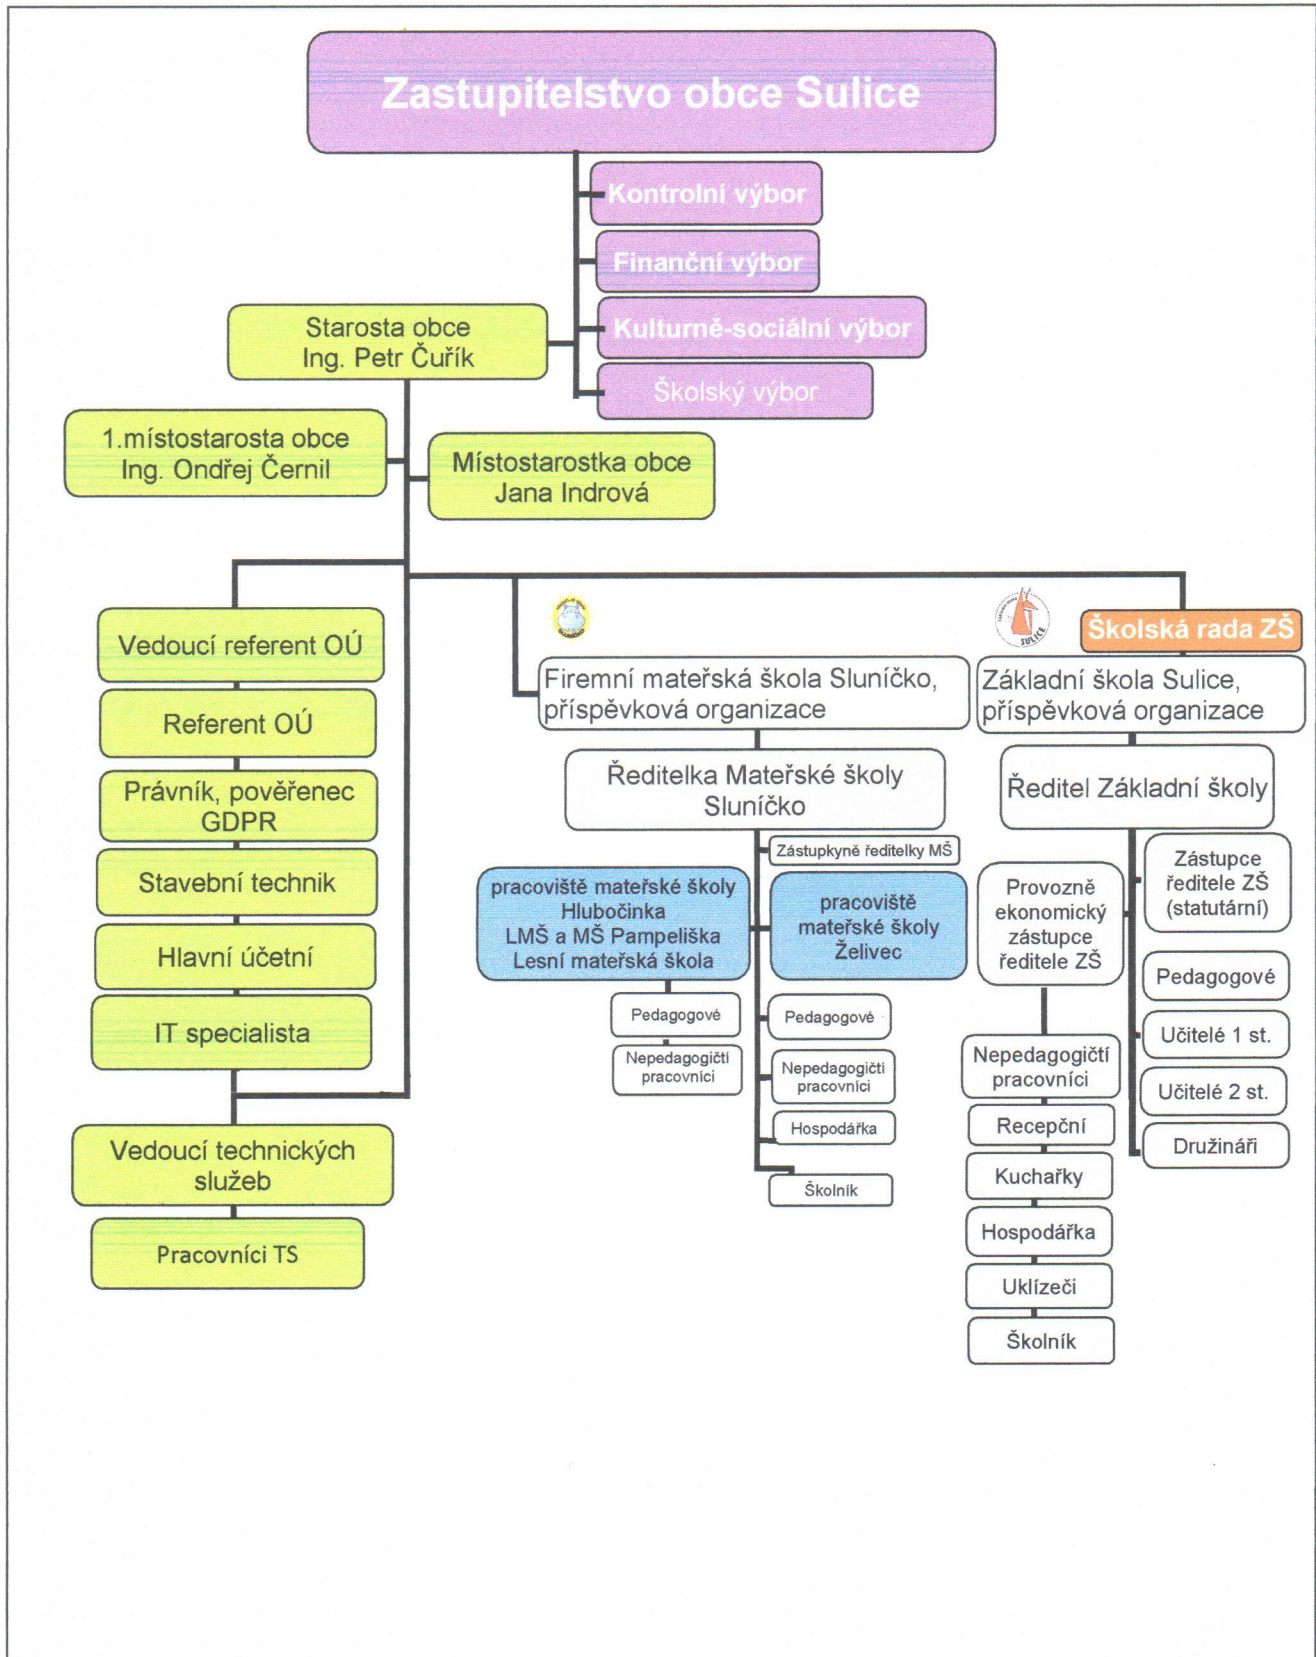 Zastupitelstvo obce Sulice
Kontrolní výbor
Finanční výbor
Kulturně-sociální výbor
Školský výbor
Starosta obce
Ing. Petr Čuřík
1.místostarosta obce
Ing. Ondřej Černil
Místostarostka obce
Jana Indrová
Vedoucí referent OÚ
Referent OÚ
Právník, pověřenec
GDPR
Stavební technik
Hlavní účetní
IT specialista
Vedoucí technických
služeb
Pracovníci TS
SLUNÍČKO
Firemní mateřská škola Sluníčko,
příspěvková organizace
Ředitelka Mateřské školy
Sluníčko
Zástupkyně ředitelky MŠ
pracoviště mateřské školy
Hlubočinka
LMŠ a MŠ Pampeliška
Lesní mateřská škola
pracoviště
mateřské školy
Želivec
Pedagogové
Nepedagogičtí
pracovníci
Pedagogové
Nepedagogičtí
pracovníci
Hospodářka
Školník
SULICE
Školská rada ZŠ
Základní škola Sulice,
příspěvková organizace
Ředitel Základní školy
Zástupce
ředitele ZŠ
(statutární)
Provozně
ekonomický
zástupce
ředitele ZŠ
Pedagogové
Učitelé 1 st.
Učitelé 2 st.
Družináři
Nepedagogičtí
pracovníci
Recepční
Kuchařky
Hospodářka
Uklízeči
Školník